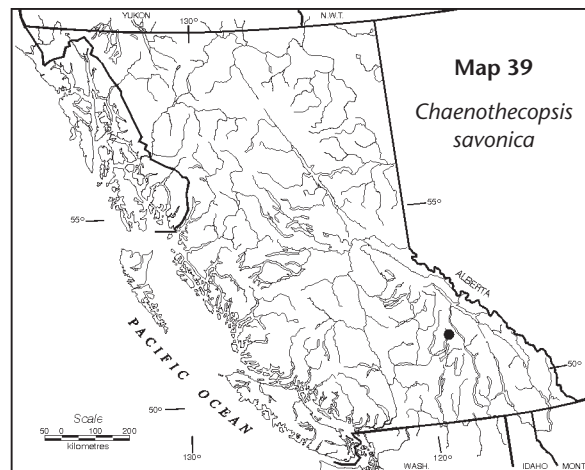 YUKON
N.W.T.
130°
Map 39
Chaenothecopsis
savonica
55°
55°
ALBERTA
50°
PACIFIC OCEAN
Scale
50 0 100 200
kilometres
50°
130°
120°
WASH.
IDAHO
MONT